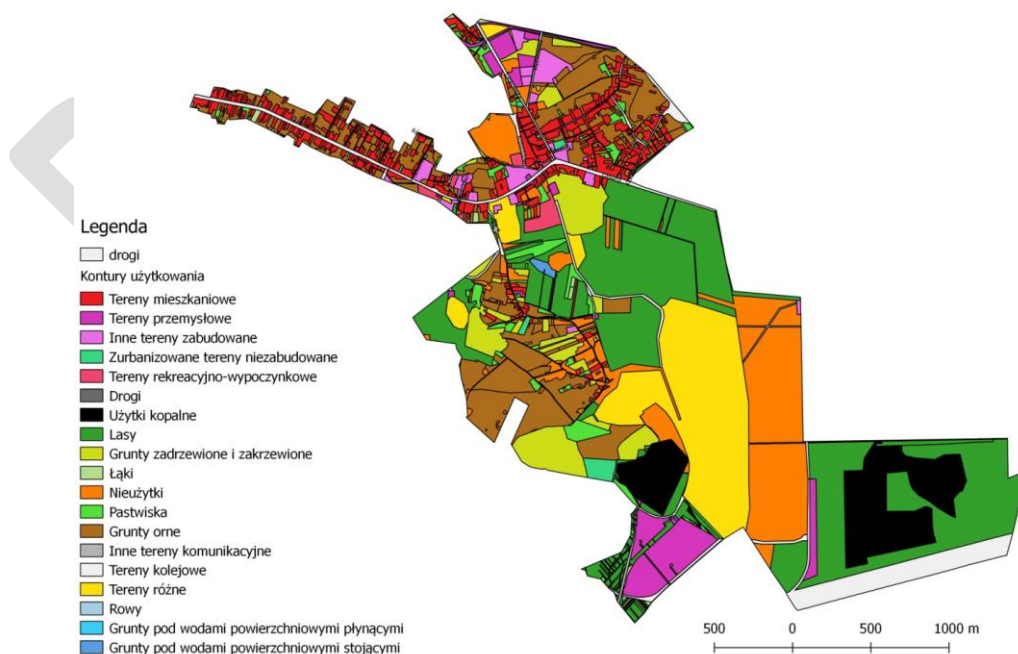 Legenda
drogi
Kontury użytkowania
Tereny mieszkaniowe
Tereny przemysłowe
Inne tereny zabudowane
Zurbanizowane tereny niezabudowane
Tereny rekreacyjno-wypoczynkowe
Drogi
Użytki kopalne
Lasy
Grunty zadrzewione i zakrzewione
Łąki
Nieużytki
Pastwiska
Grunty orne
Inne tereny komunikacyjne
Tereny kolejowe
Tereny różne
Rowy
Grunty pod wodami powierzchniowymi płynącymi
Grunty pod wodami powierzchniowymi stojącymi
500 0 500 1000 m